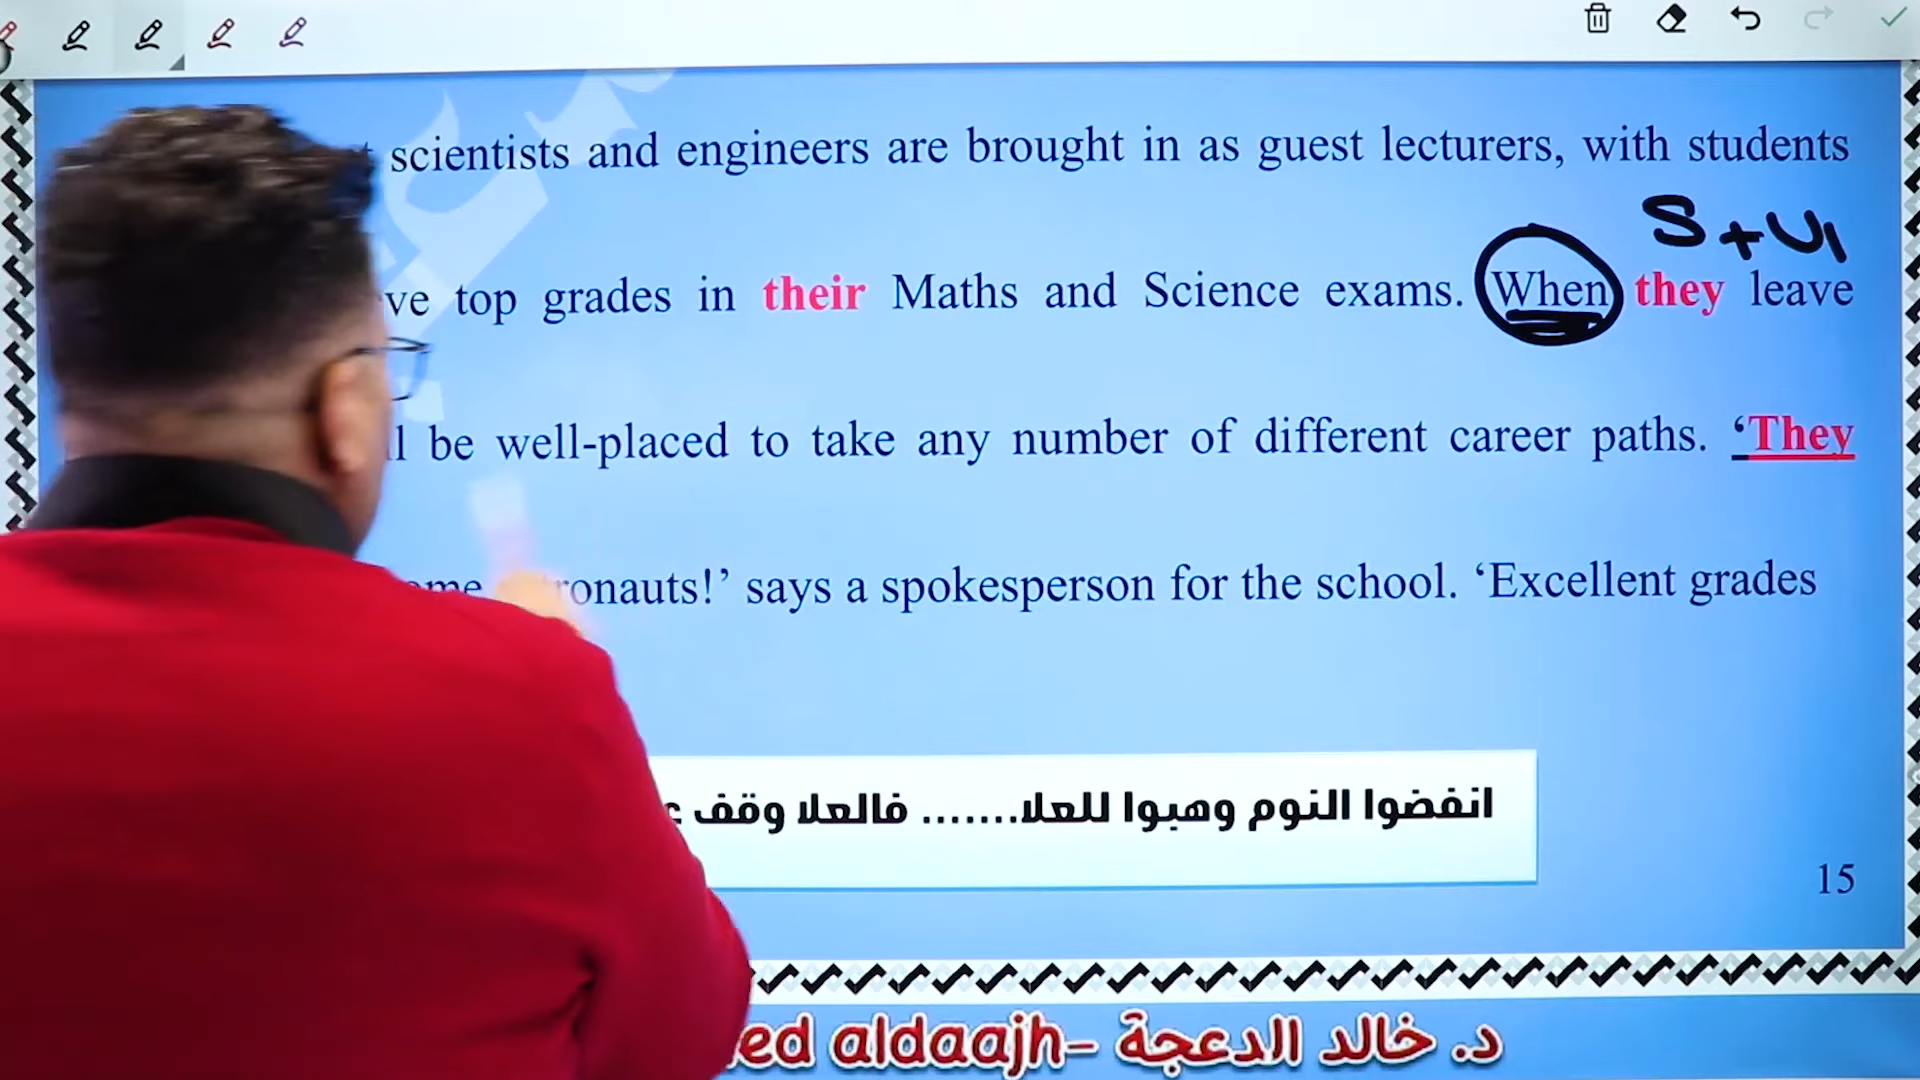 scientists and engineers are brought in as guest lecturers, with students
S + V1
top grades in their Maths and Science exams. When they leave
be well-placed to take any number of different career paths. ‘They
says a spokesperson for the school. ‘Excellent grades
انفضوا النوم وهبوا للعلا....... فالعلا وقف
15
aldaajh- د. خالد الدعجة